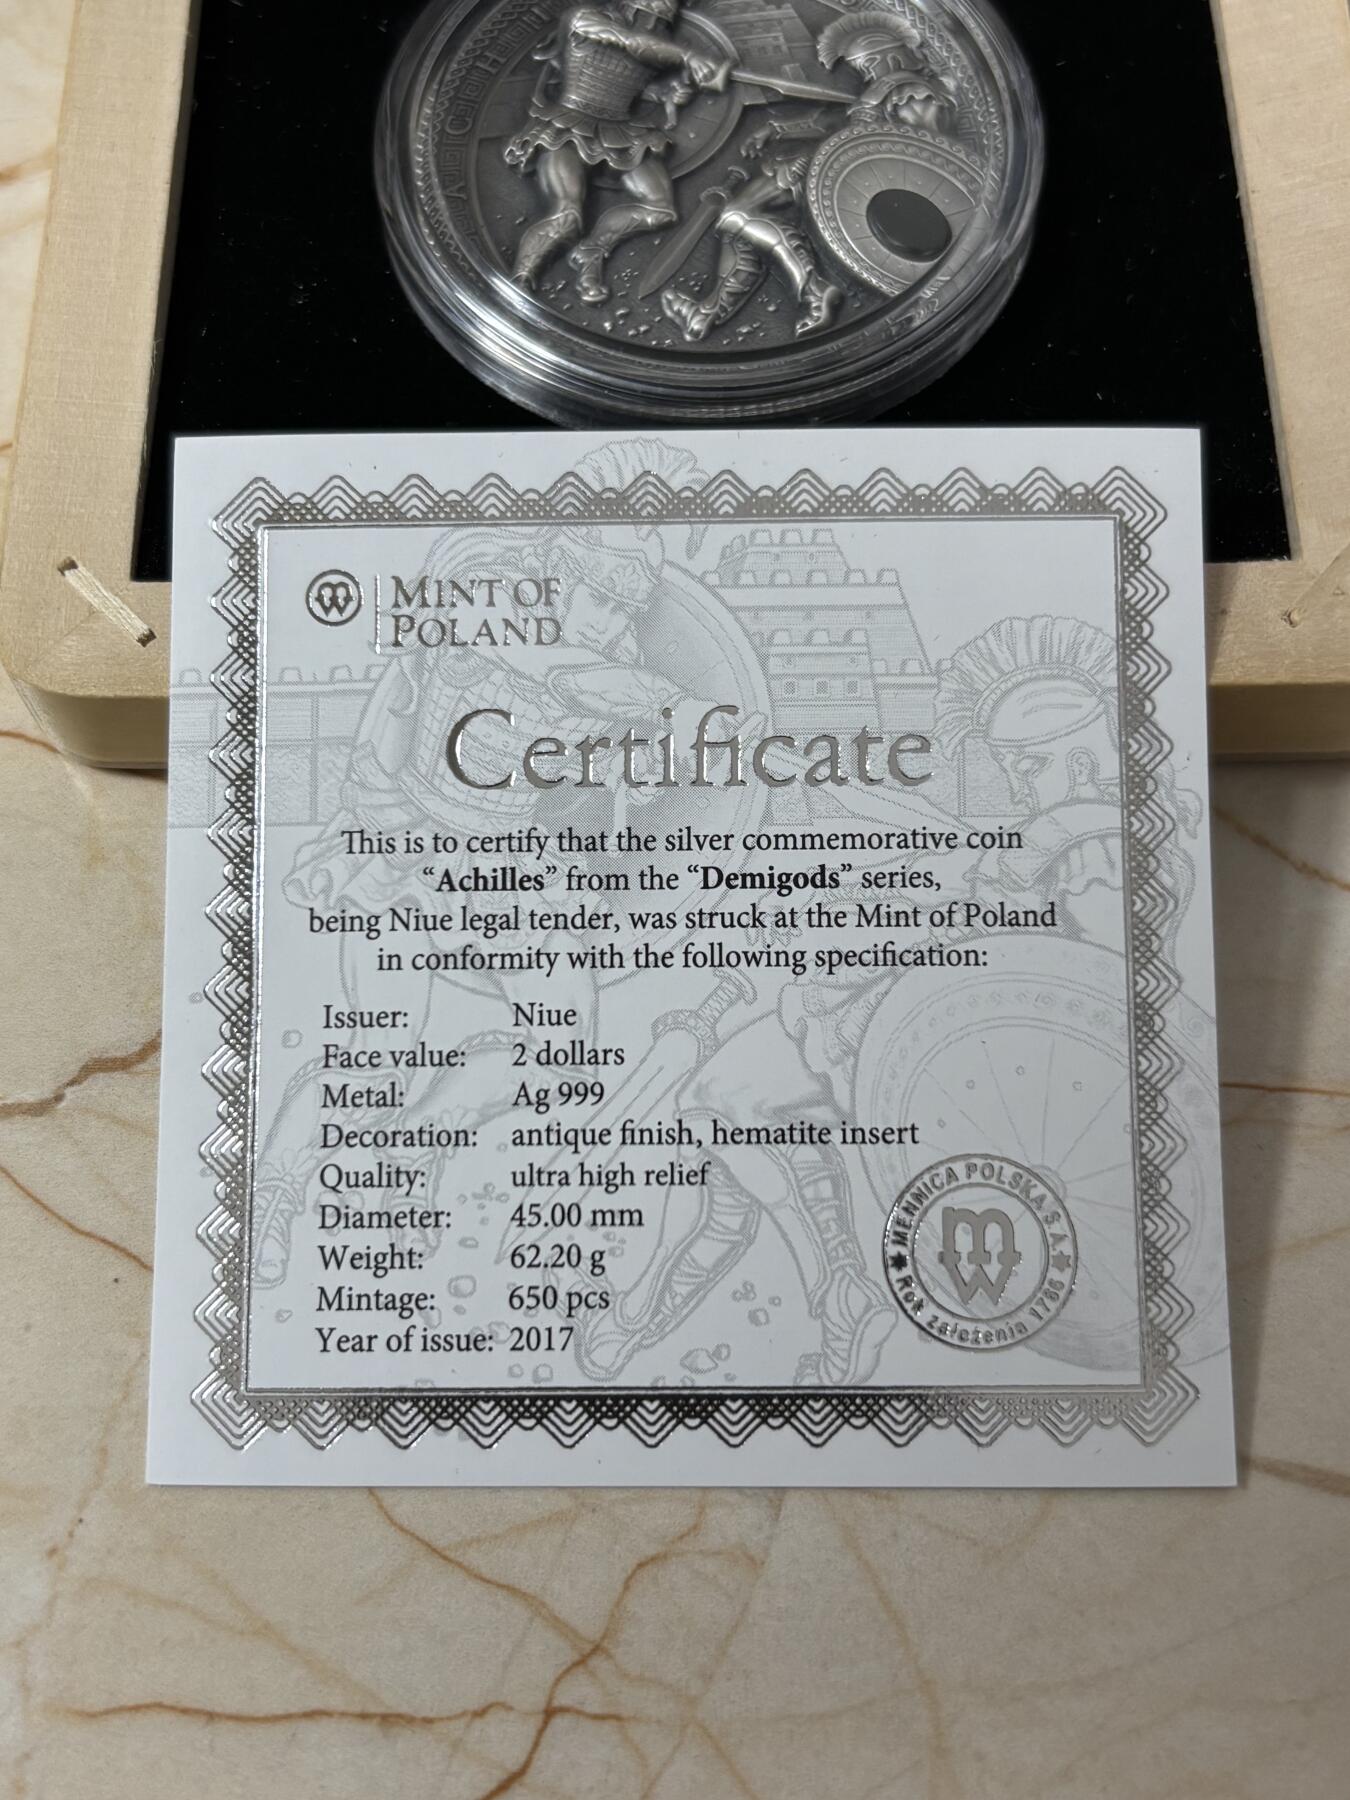 ACH
MINT OF
POLAND
Certificate
This is to certify that the silver commemorative coin
“Achilles” from the “Demigods” series,
being Niue legal tender, was struck at the Mint of Poland
in conformity with the following specification:
Issuer: Niue
Face value: 2 dollars
Metal: Ag 999
Decoration: antique finish, hematite insert
Quality: ultra high relief
Diameter: 45.00 mm
Weight: 62.20 g
Mintage: 650 pcs
Year of issue: 2017
MENNICA POLSKA S.A.
Rok założenia 1766